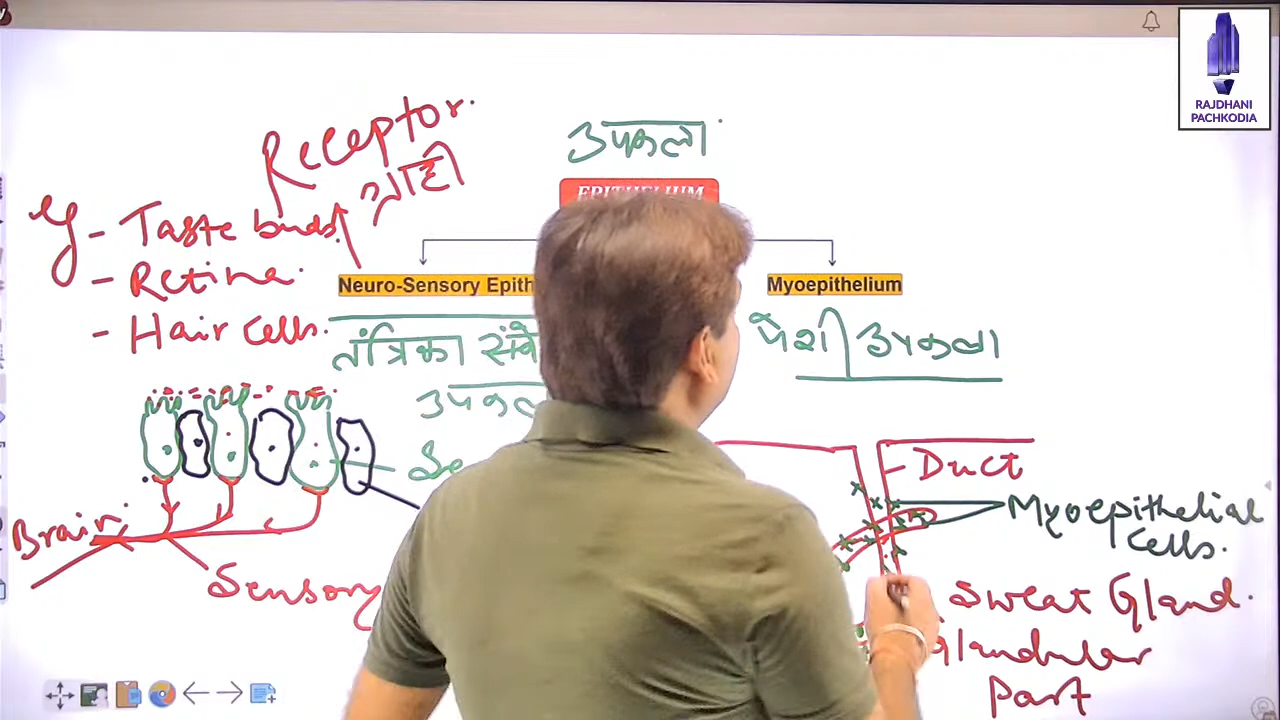 RAJDHANI
PACHKODIA
Receptor.
ग्राही
उपकला
EPITHELIUM
Eg - Taste buds
- Retina
- Hair cells.
Neuro-Sensory Epith
Myoepithelium
तंत्रिका संवे
उपकला
पेशी उपकला
Duct
Myoepithelial
cells.
Brain
Sensory
Sweat Gland.
Glandular
Part